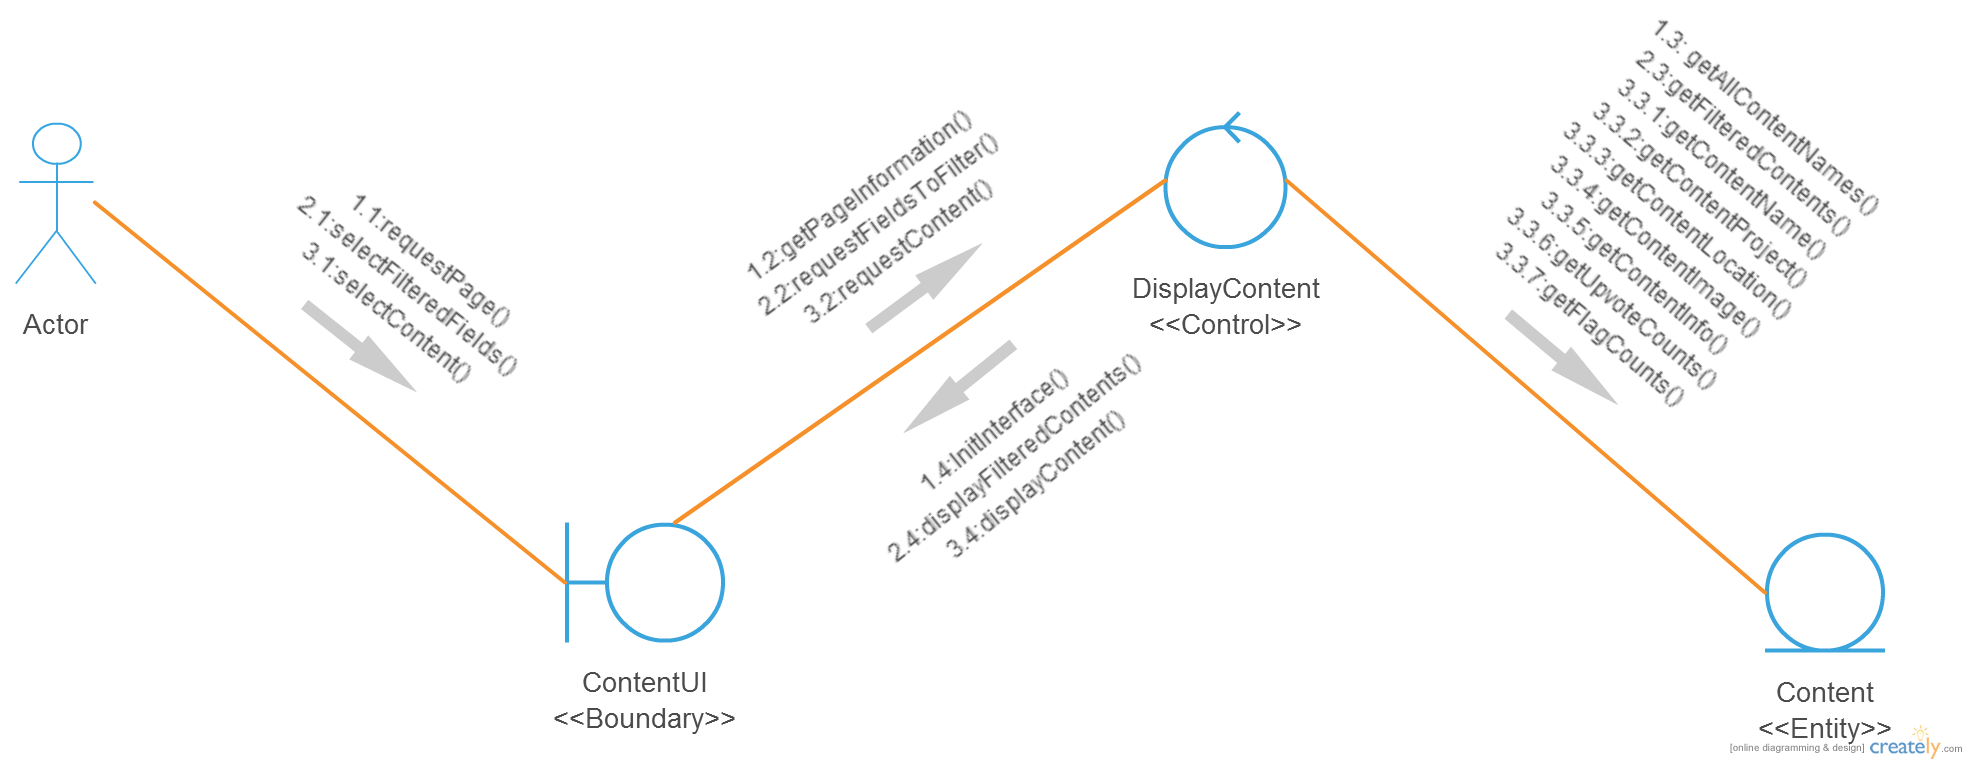 Actor
1.1:requestPage()
2.1:selectFilteredFields()
3.1:selectContent()
ContentUI
<<Boundary>>
1.2:getPageInformation()
2.2:requestFieldsToFilter()
3.2:requestContent()
1.4:InitInterface()
2.4:displayFilteredContents()
3.4:displayContent()
DisplayContent
<<Control>>
1.3: getAllContentNames()
2.3:getFilteredContents()
3.3.1:getContentName()
3.3.2:getContentProject()
3.3.3:getContentLocation()
3.3.4:getContentImage()
3.3.5:getContentInfo()
3.3.6:getUpvoteCounts()
3.3.7:getFlagCounts()
Content
<<Entity>>
[online diagramming & design] creately.com